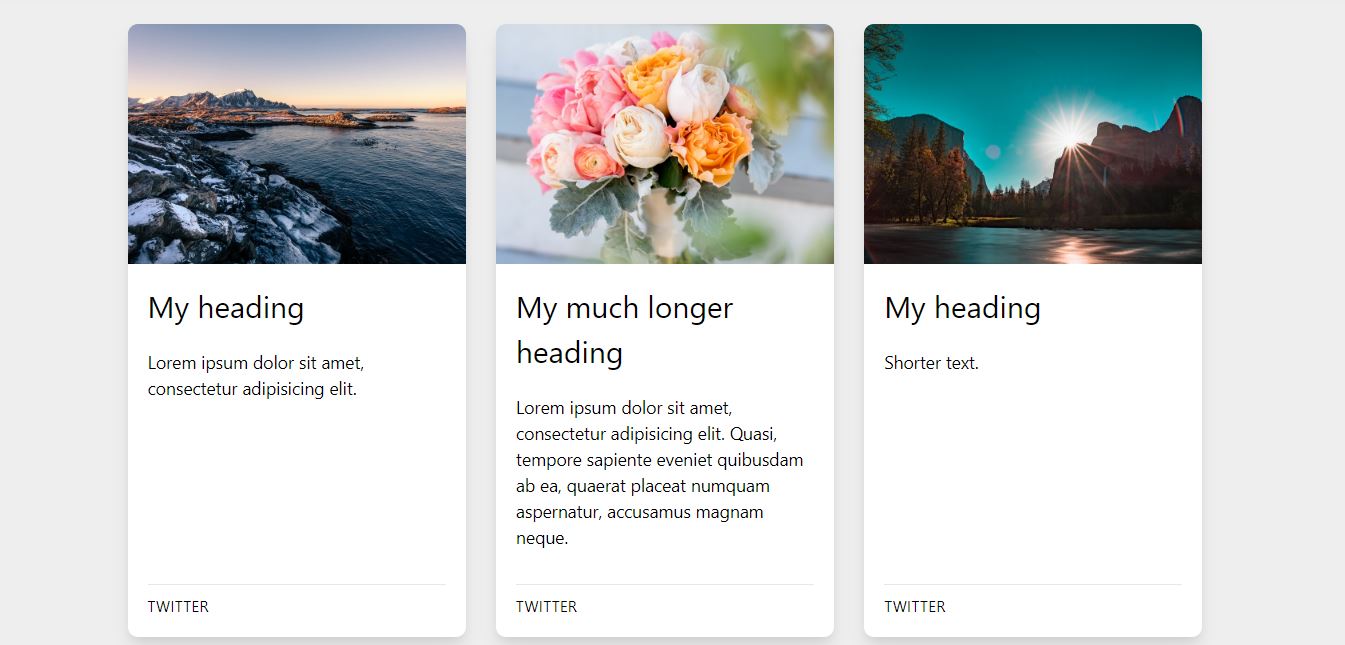 My heading
Lorem ipsum dolor sit amet,
consectetur adipisicing elit.
TWITTER
My much longer
heading
Lorem ipsum dolor sit amet,
consectetur adipisicing elit. Quasi,
tempore sapiente eveniet quibusdam
ab ea, quaerat placeat numquam
aspernatur, accusamus magnam
neque.
TWITTER
My heading
Shorter text.
TWITTER